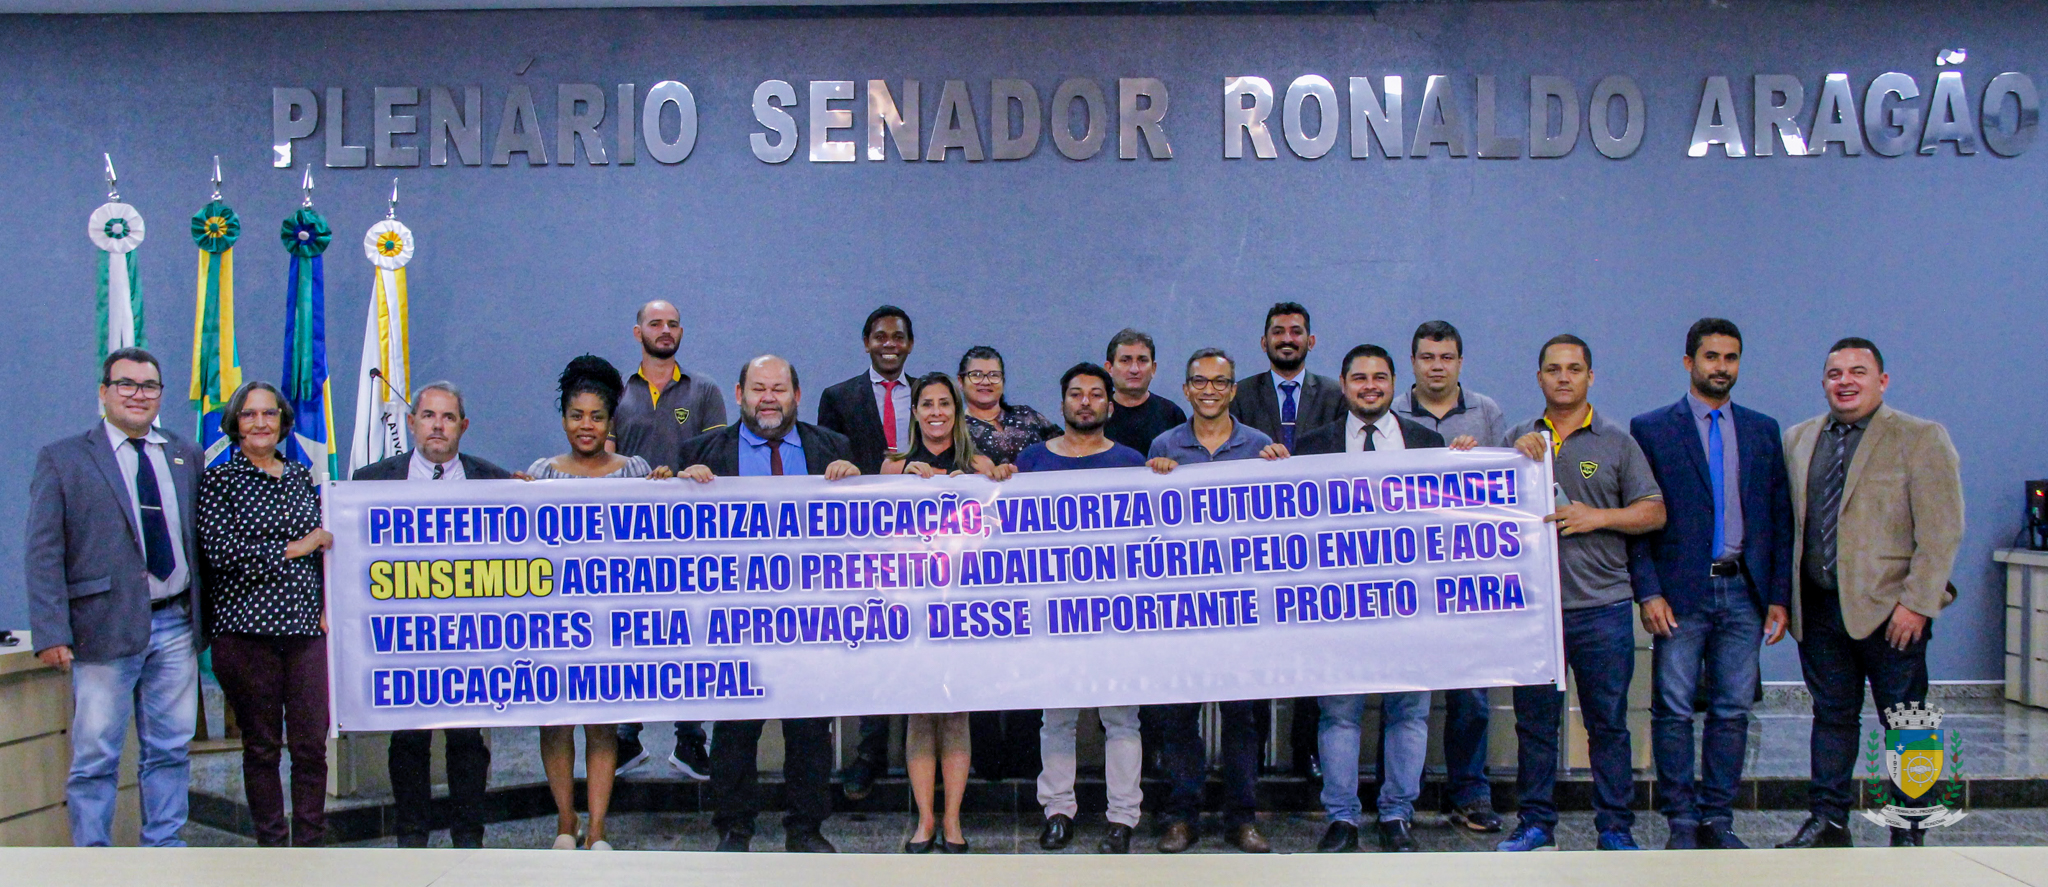 PLENÁRIO SENADOR RONALDO ARAGÃO
PREFEITO QUE VALORIZA A EDUCAÇÃO, VALORIZA O FUTURO DA CIDADE!
SINSEMUC AGRADECE AO PREFEITO ADAILTON FÚRIA PELO ENVIO E AOS
VEREADORES PELA APROVAÇÃO DESSE IMPORTANTE PROJETO PARA
EDUCAÇÃO MUNICIPAL.
1977